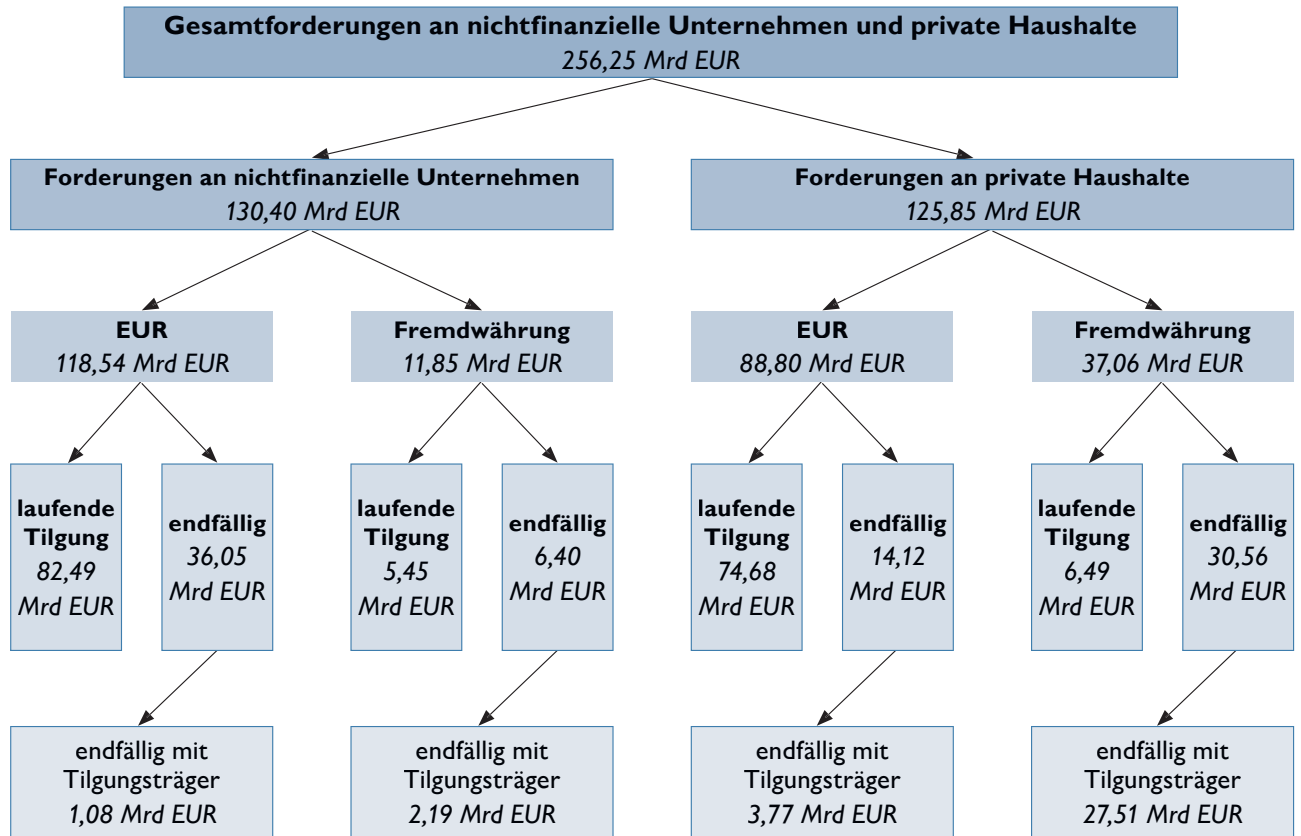 Gesamtforderungen an nichtfinanzielle Unternehmen und private Haushalte
256,25 Mrd EUR
Forderungen an nichtfinanzielle Unternehmen
130,40 Mrd EUR
Forderungen an private Haushalte
125,85 Mrd EUR
EUR
118,54 Mrd EUR
Fremdwährung
11,85 Mrd EUR
EUR
88,80 Mrd EUR
Fremdwährung
37,06 Mrd EUR
laufende
Tilgung
82,49
Mrd EUR
endfällig
36,05
Mrd EUR
laufende
Tilgung
5,45
Mrd EUR
endfällig
6,40
Mrd EUR
laufende
Tilgung
74,68
Mrd EUR
endfällig
14,12
Mrd EUR
laufende
Tilgung
6,49
Mrd EUR
endfällig
30,56
Mrd EUR
endfällig mit
Tilgungsträger
1,08 Mrd EUR
endfällig mit
Tilgungsträger
2,19 Mrd EUR
endfällig mit
Tilgungsträger
3,77 Mrd EUR
endfällig mit
Tilgungsträger
27,51 Mrd EUR